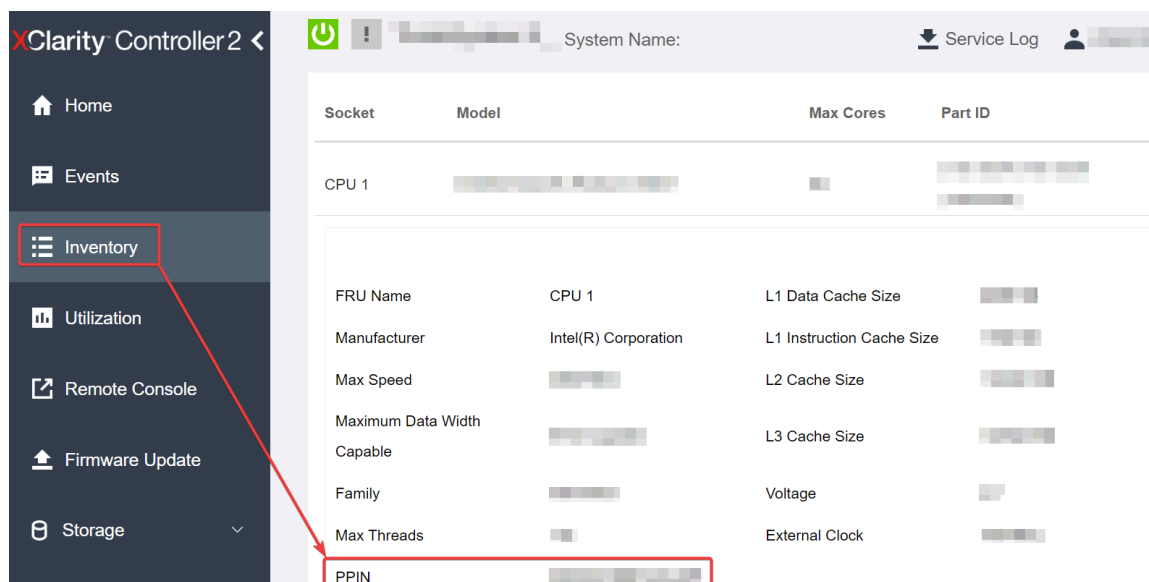 XClarity Controller 2
System Name:
Service Log
Home
Events
Inventory
Utilization
Remote Console
Firmware Update
Storage
Socket Model Max Cores Part ID
CPU 1
FRU Name CPU 1 L1 Data Cache Size
Manufacturer Intel(R) Corporation L1 Instruction Cache Size
Max Speed L2 Cache Size
Maximum Data Width
Capable
L3 Cache Size
Family Voltage
Max Threads External Clock
PPIN